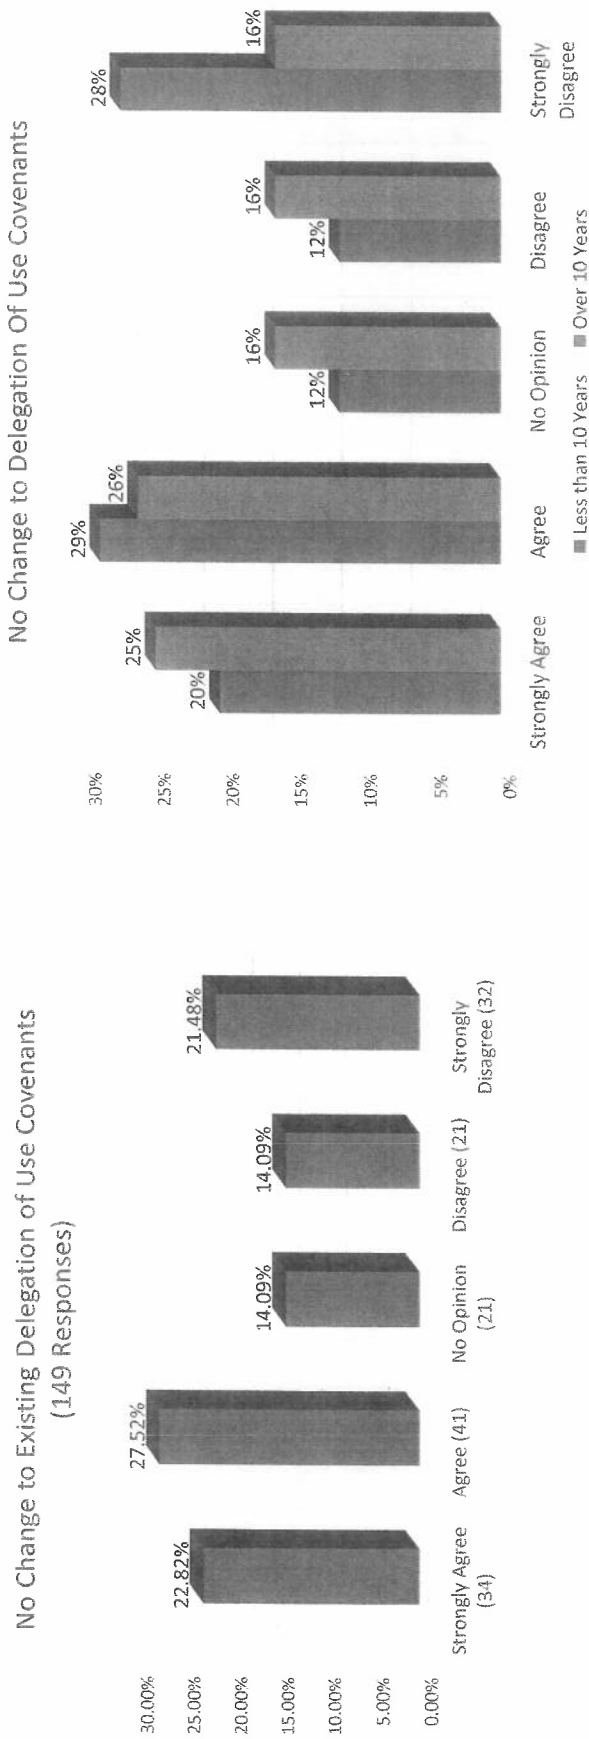 No Change to Existing Delegation of Use Covenants
(149 Responses)
30.00%
25.00%
20.00%
15.00%
10.00%
5.00%
0.00%
22.82%
27.52%
14.09%
14.09%
21.48%
Strongly Agree
(34)
Agree (41)
No Opinion
(21)
Disagree (21)
Strongly
Disagree (32)
No Change to Delegation Of Use Covenants
30%
25%
20%
15%
10%
5%
0%
20%
25%
29%
26%
12%
16%
12%
16%
28%
16%
Strongly Agree
Agree
No Opinion
Disagree
Strongly
Disagree
Less than 10 Years
Over 10 Years